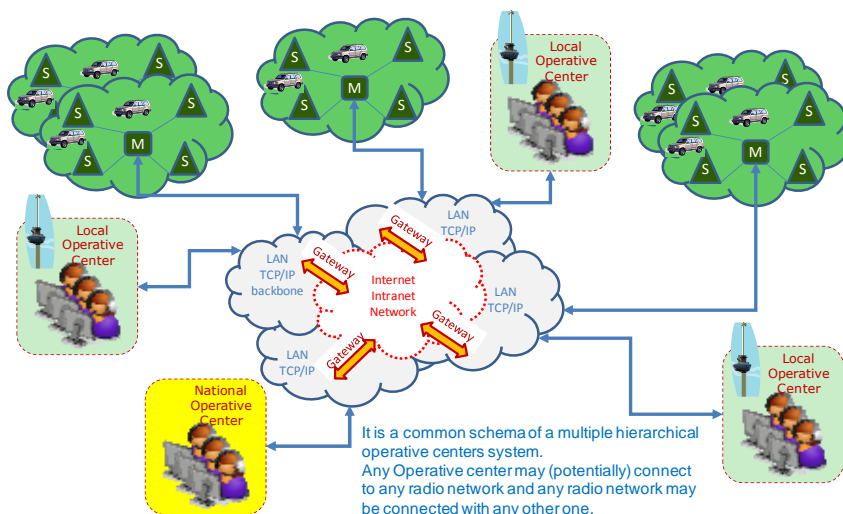 S
S
S
S
M
S
S
S
S
M
S
S
S
S
M
S
S
S
S
M
S
S
S
S
M
Local
Operative
Center
Local
Operative
Center
LAN
TCP/IP
backbone
Gateway
Gateway
LAN
TCP/IP
Internet
Intranet
Network
LAN
TCP/IP
LAN
TCP/IP
Gateway
Gateway
National
Operative
Center
Local
Operative
Center
It is a common schema of a multiple hierarchical
operative centers system.
Any Operative center may (potentially) connect
to any radio network and any radio network may
be connected with any other one.